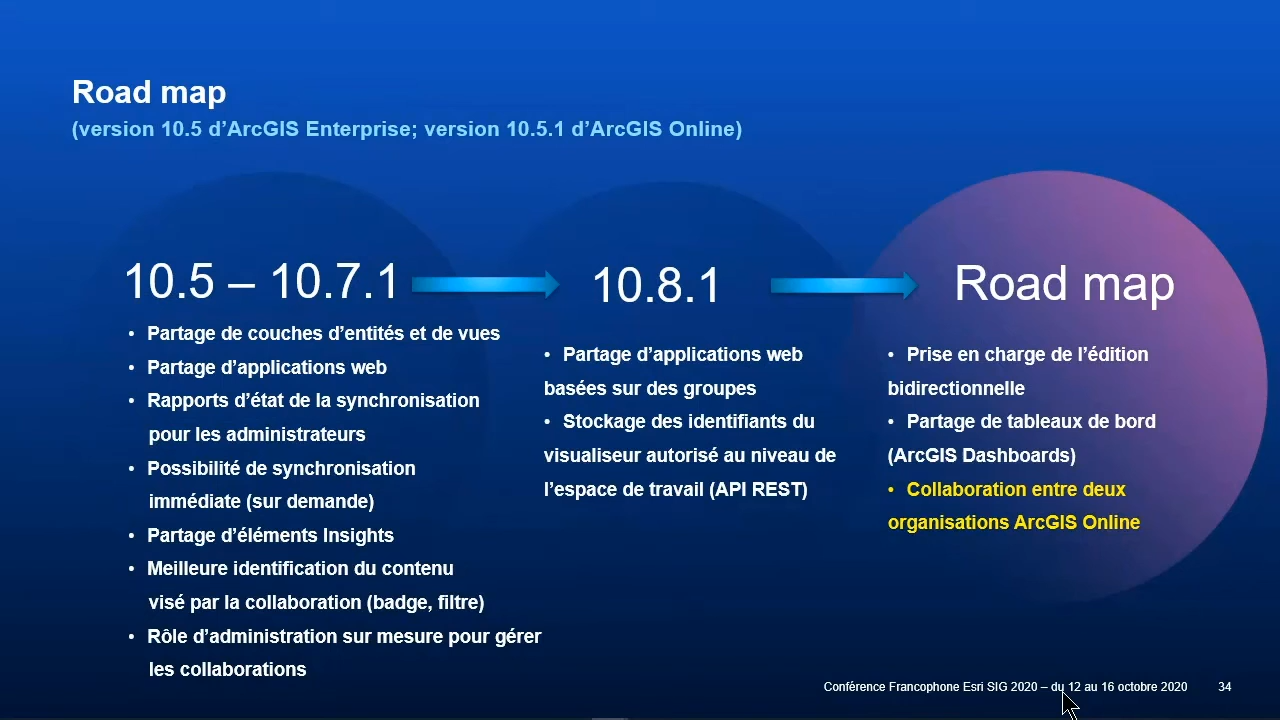 Road map
(version 10.5 d’ArcGIS Enterprise; version 10.5.1 d’ArcGIS Online)
10.5 – 10.7.1
• Partage de couches d’entités et de vues
• Partage d’applications web
• Rapports d’état de la synchronisation
pour les administrateurs
• Possibilité de synchronisation
immédiate (sur demande)
• Partage d’éléments Insights
• Meilleure identification du contenu
visé par la collaboration (badge, filtre)
• Rôle d’administration sur mesure pour gérer
les collaborations
10.8.1
• Partage d’applications web
basées sur des groupes
• Stockage des identifiants du
visualiseur autorisé au niveau de
l’espace de travail (API REST)
Road map
• Prise en charge de l’édition
bidirectionnelle
• Partage de tableaux de bord
(ArcGIS Dashboards)
• Collaboration entre deux
organisations ArcGIS Online
Conférence Francophone Esri SIG 2020 – du 12 au 16 octobre 2020 34